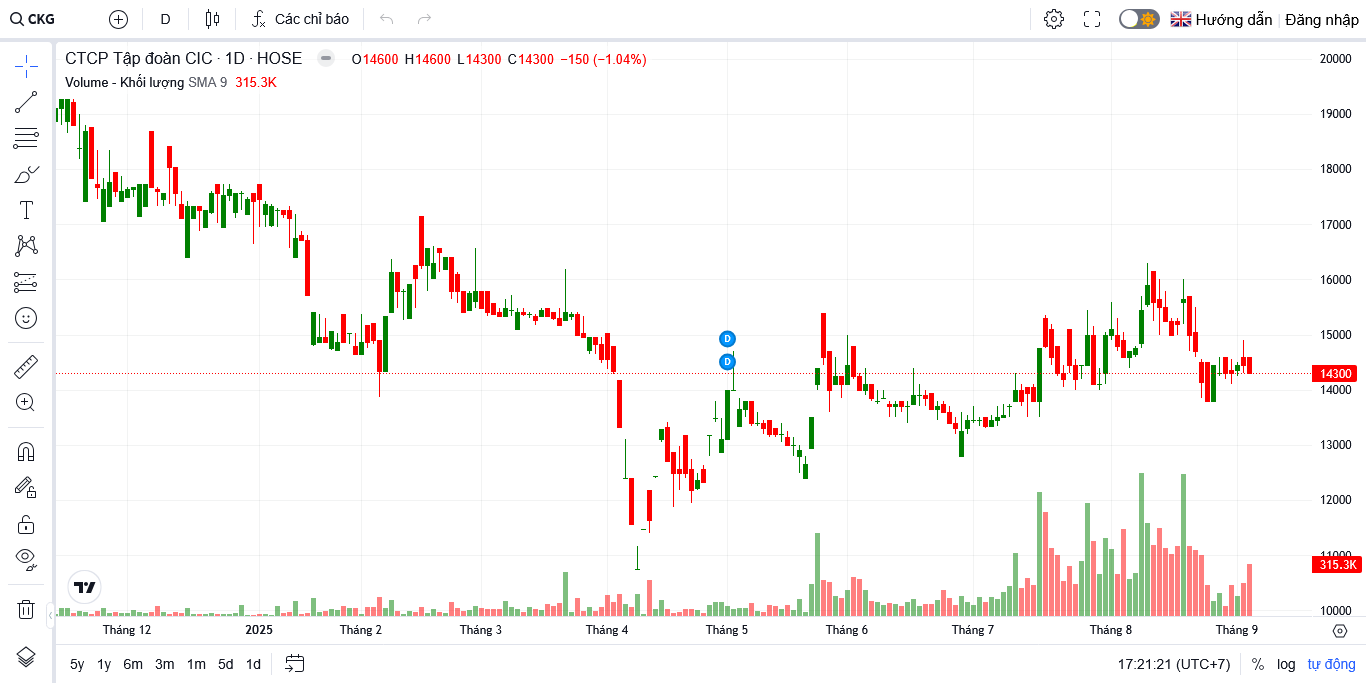 CKG D Các chỉ báo Hướng dẫn Đăng nhập
CTCP Tập đoàn CIC · 1D · HOSE O14600 H14600 L14300 C14300 −150 (−1.04%)
Volume - Khối lượng SMA 9 315.3K
20000
19000
18000
17000
16000
15000
D
D
14300
14000
13000
12000
11000
315.3K
10000
Tháng 12 2025 Tháng 2 Tháng 3 Tháng 4 Tháng 5 Tháng 6 Tháng 7 Tháng 8 Tháng 9
5y 1y 6m 3m 1m 5d 1d 17:21:21 (UTC+7) % log tự động